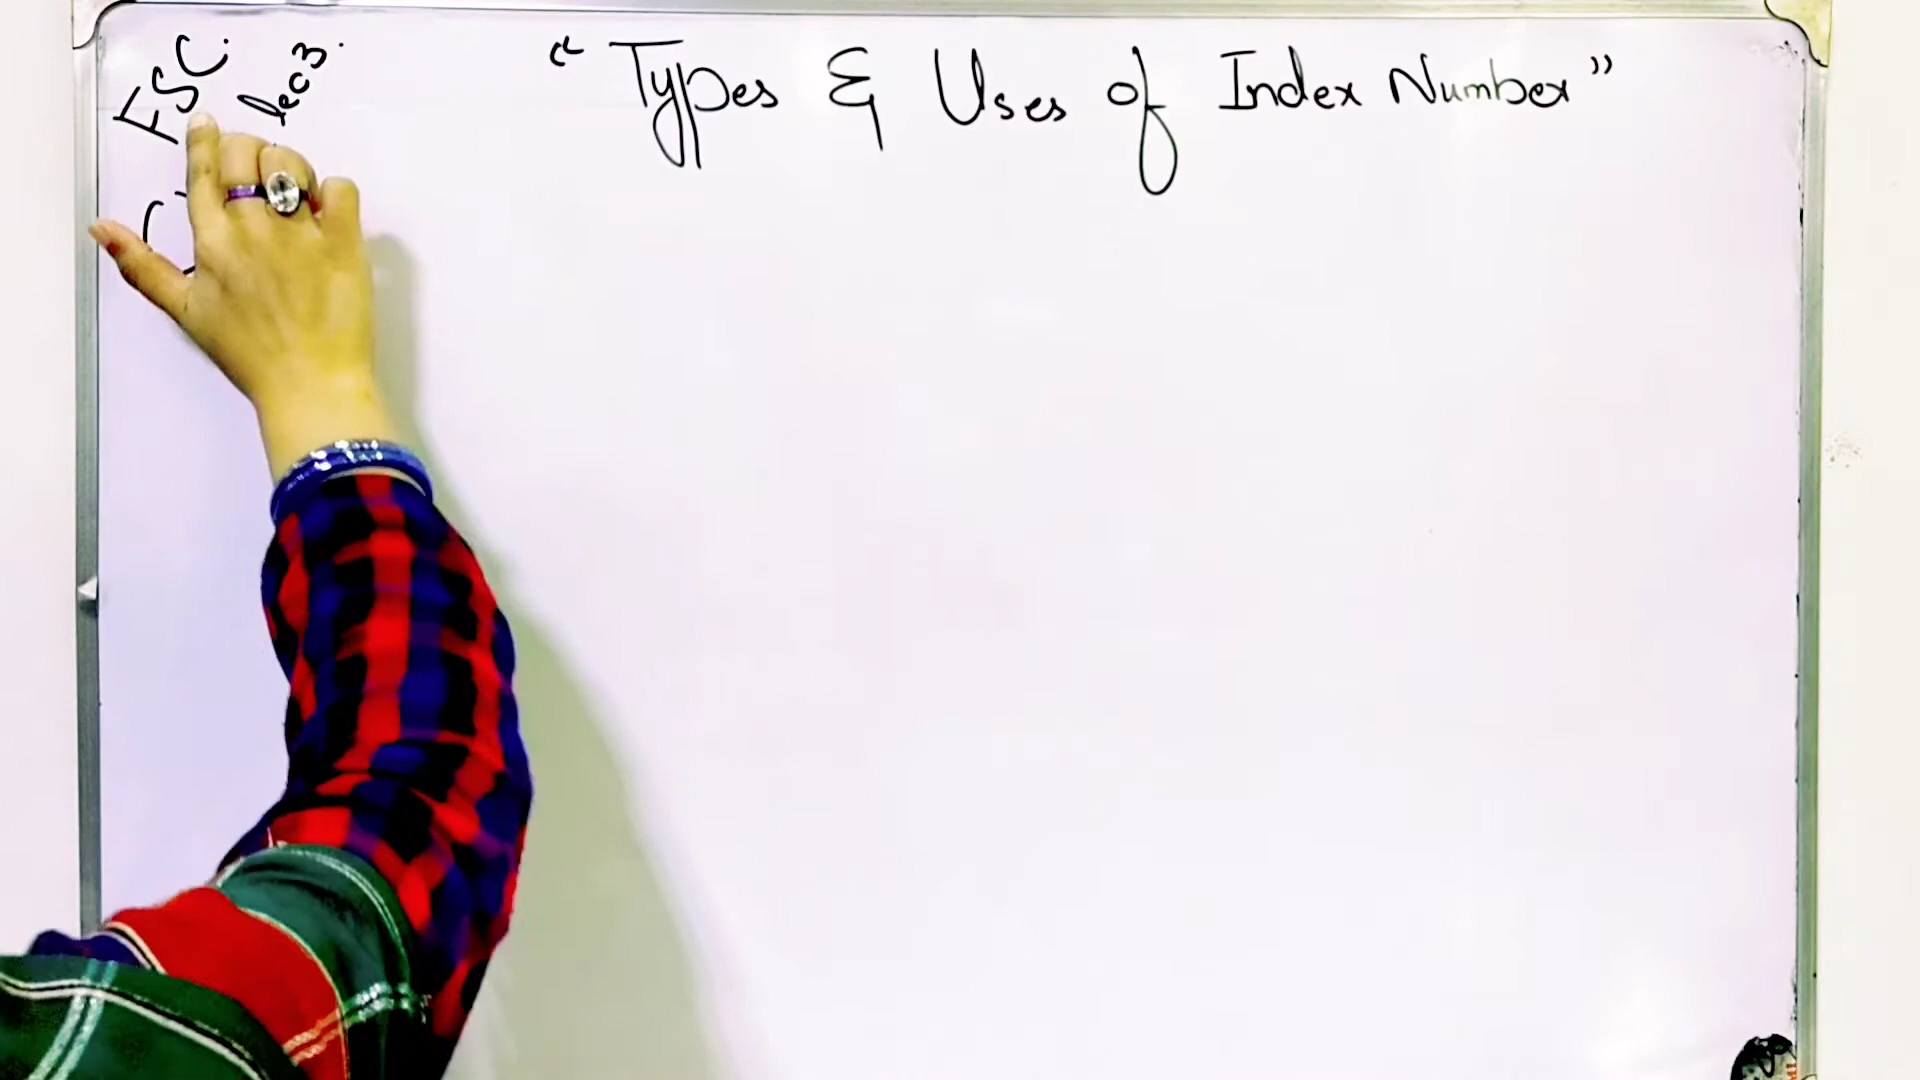 FSC.
Lec 3.
"Types & Uses of Index Number"